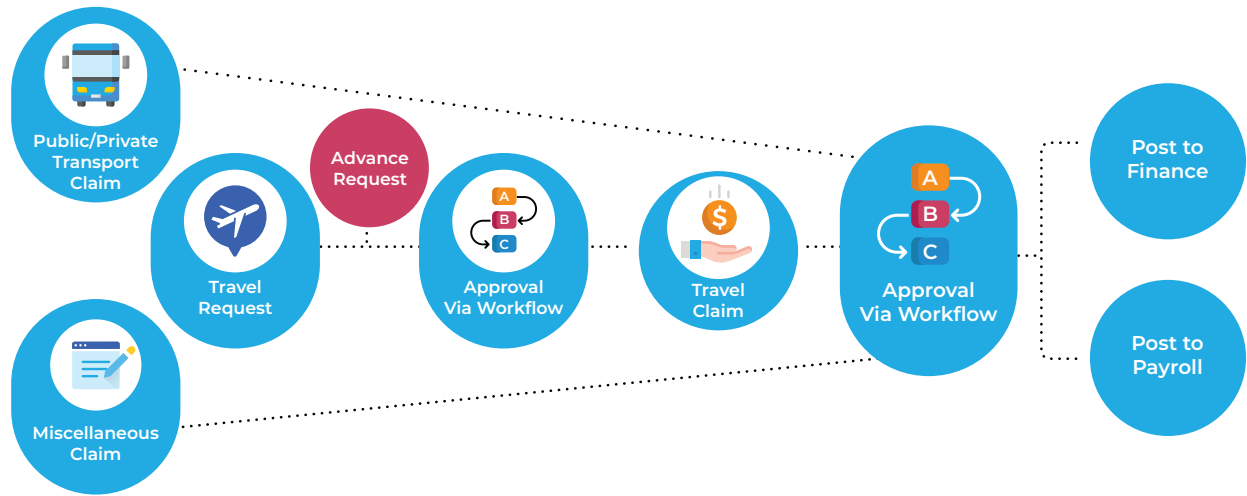 Public/Private
Transport
Claim
Travel
Request
Advance
Request
A
B
C
Approval
Via Workflow
$
Travel
Claim
Miscellaneous
Claim
A
B
C
Approval
Via Workflow
Post to
Finance
Post to
Payroll